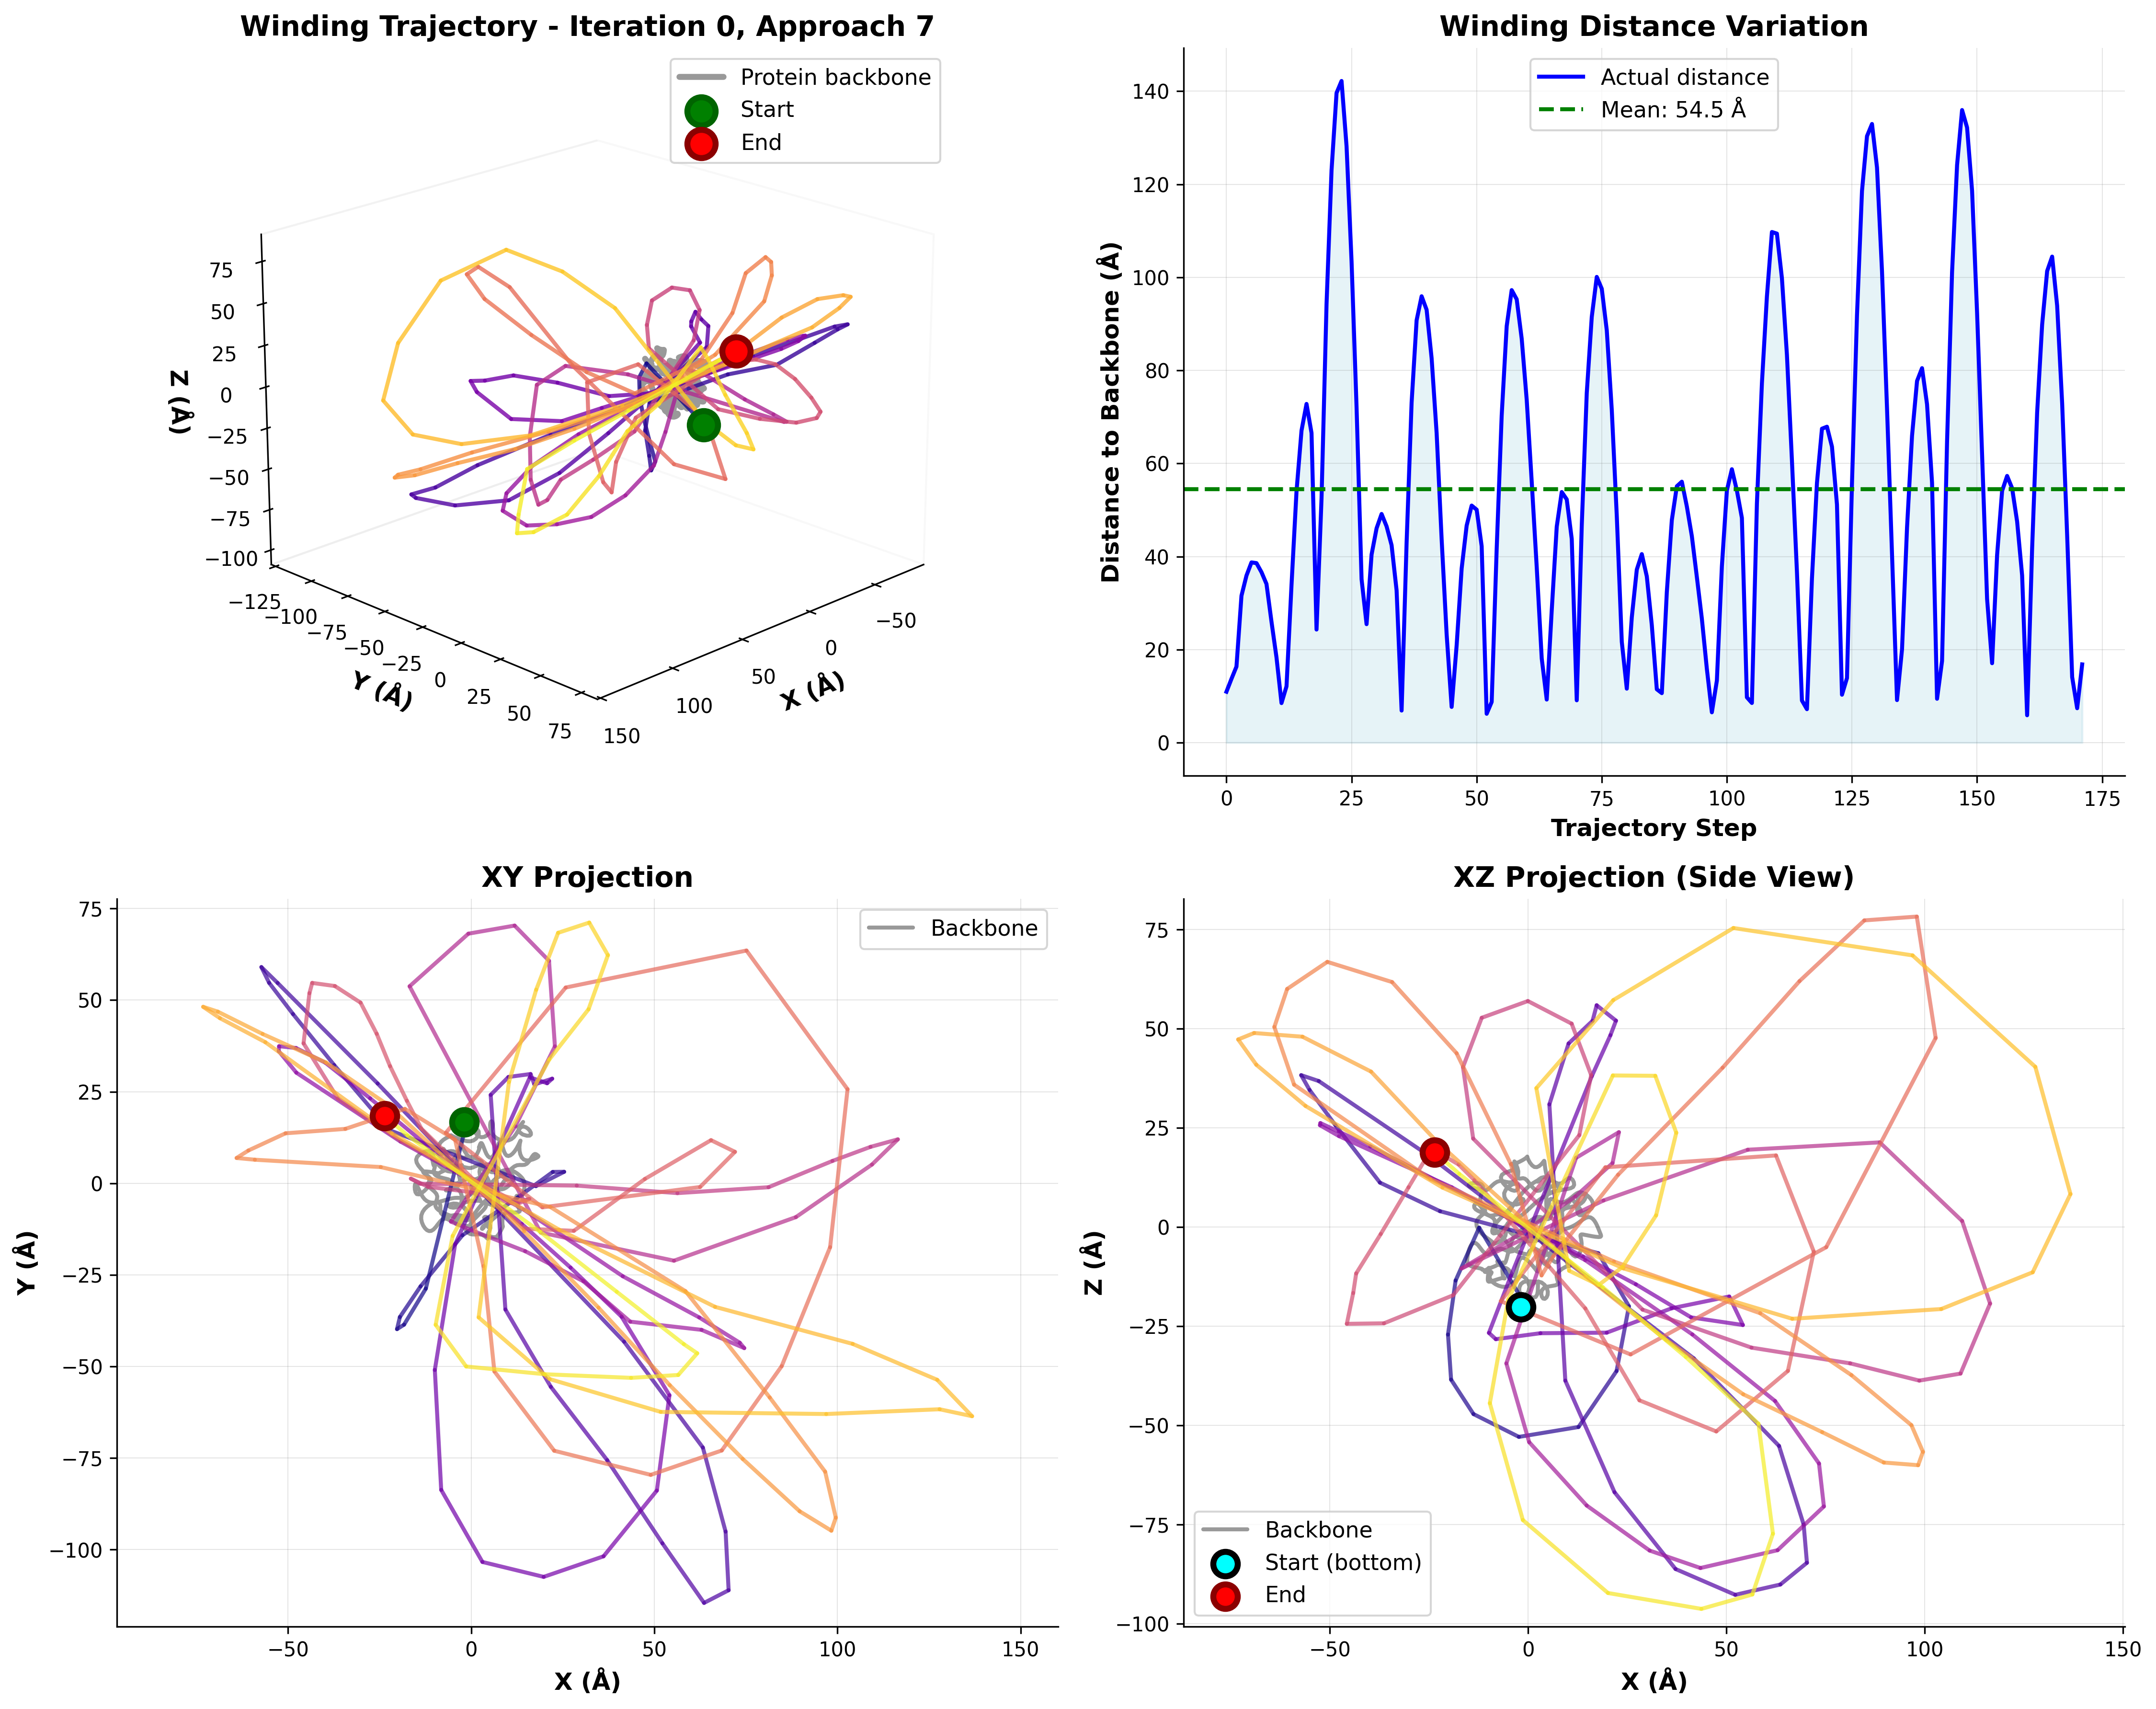 Winding Trajectory - Iteration 0, Approach 7
Protein backbone
Start
End
75
50
25
0
−25
−50
−75
−100
Z (Å)
−125
−100
−75
−50
−25
0
25
50
75
Y (Å)
150
100
50
0
−50
X (Å)
Winding Distance Variation
Actual distance
Mean: 54.5 Å
140
120
100
80
60
40
20
0
Distance to Backbone (Å)
0 25 50 75 100 125 150 175
Trajectory Step
XY Projection
Backbone
75
50
25
0
−25
−50
−75
−100
Y (Å)
−50 0 50 100 150
X (Å)
XZ Projection (Side View)
75
50
25
0
−25
−50
−75
−100
Z (Å)
Backbone
Start (bottom)
End
−50 0 50 100 150
X (Å)